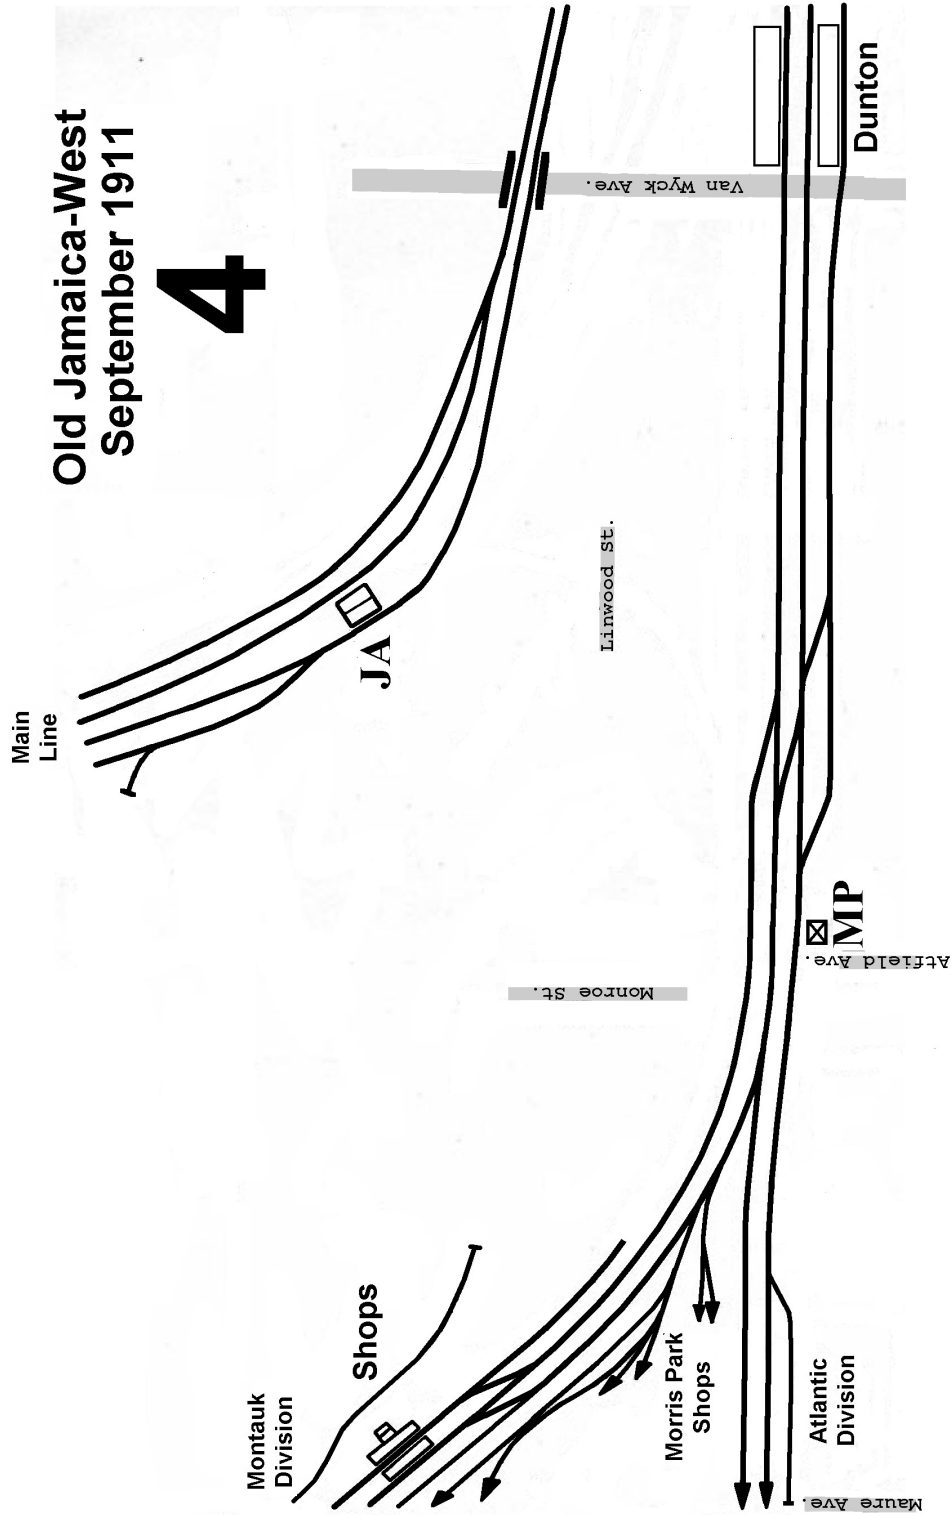 Old Jamaica-West
September 1911
4
Main
Line
JA
Van Wyck Ave.
Dunton
Linwood St.
Monroe St.
MP
Atfield Ave.
Shops
Montauk
Division
Morris Park
Shops
Atlantic
Division
Maure Ave.